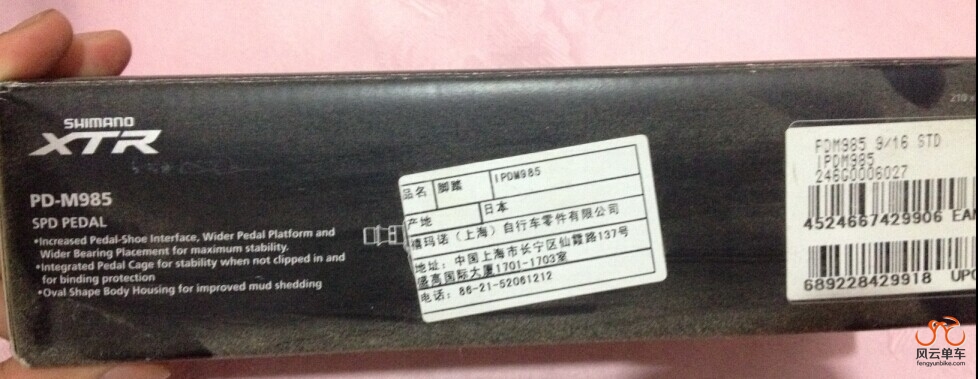 SHIMANO
XTR
PD-M985
SPD PEDAL
•Increased Pedal-Shoe Interface, Wider Pedal Platform and
Wider Bearing Placement for maximum stability.
•Integrated Pedal Cage for stability when not clipped in and
for binding protection
•Oval Shape Body Housing for improved mud shedding
品名 脚踏 IPDM985
产地 日本
禧玛诺（上海）自行车零件有限公司
地址：中国上海市长宁区仙霞路137号
盛高国际大厦1701-1703室
电话：86-21-52061212
210
PDM985 9/16 STD
IPDM985
246G0006027
4524667429906 EA
689228429918 UP
风云单车
fengyunbike.com